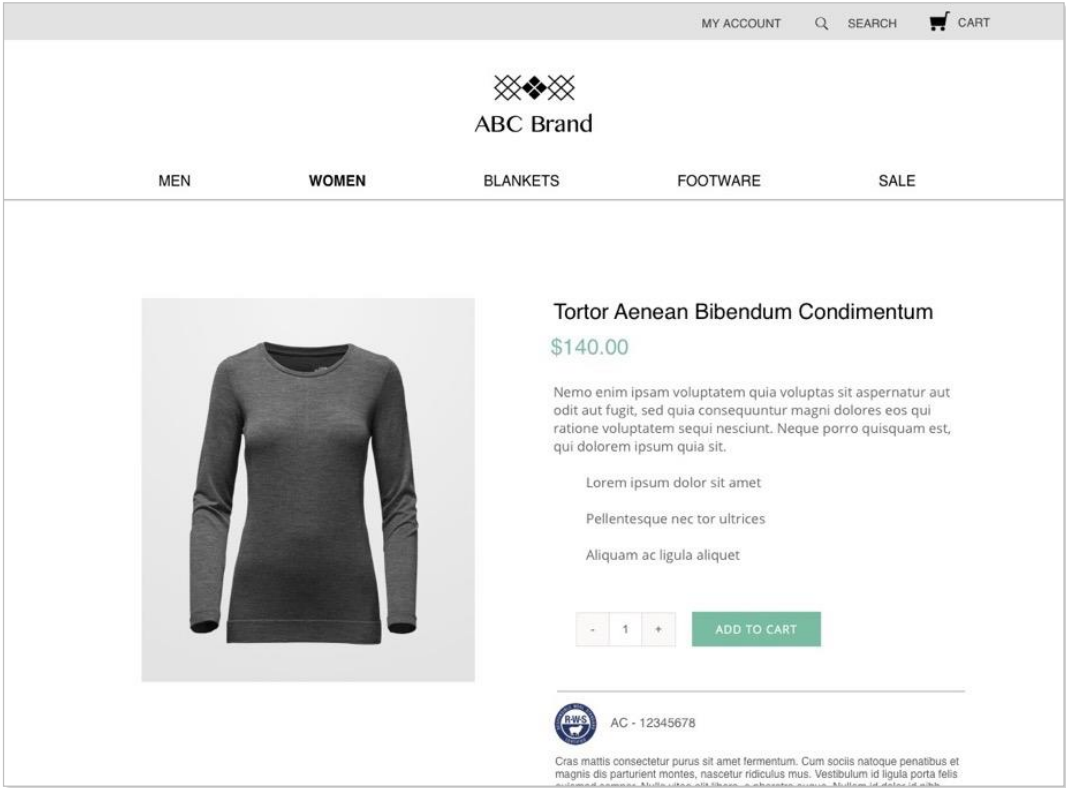 MY ACCOUNT SEARCH CART
ABC Brand
MEN WOMEN BLANKETS FOOTWARE SALE
Tortor Aenean Bibendum Condimentum
$140.00
Nemo enim ipsam voluptatem quia voluptas sit aspernatur aut
odit aut fugit, sed quia consequuntur magni dolores eos qui
ratione voluptatem sequi nesciunt. Neque porro quisquam est,
qui dolorem ipsum quia sit.
Lorem ipsum dolor sit amet
Pellentesque nec tor ultrices
Aliquam ac ligula aliquet
- 1 + ADD TO CART
R·W·S
AC - 12345678
Cras mattis consectetur purus sit amet fermentum. Cum sociis natoque penatibus et
magnis dis parturient montes, nascetur ridiculus mus. Vestibulum id ligula porta felis